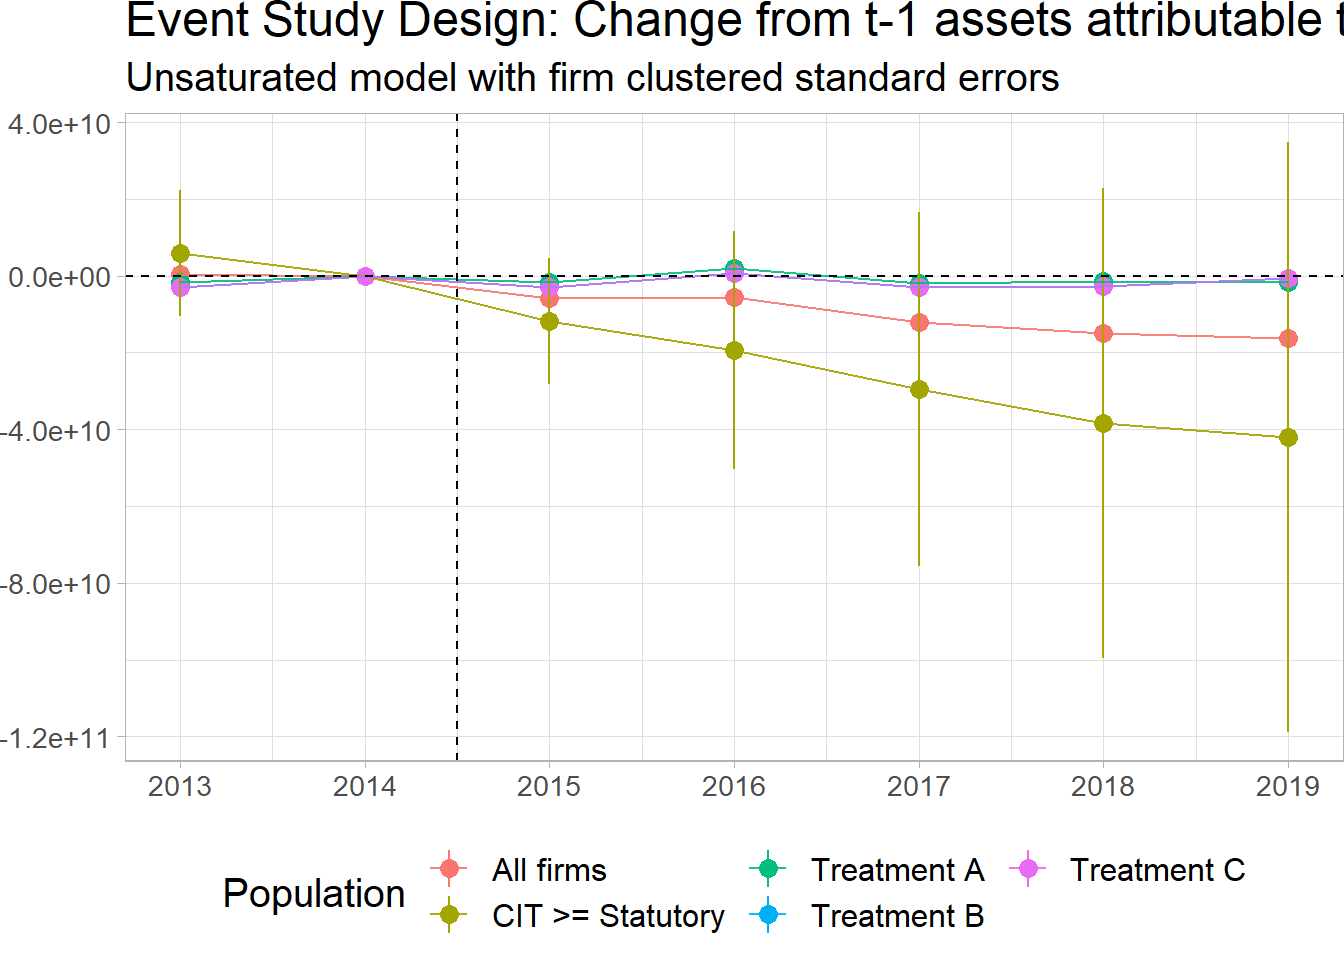 Event Study Design: Change from t-1 assets attributable t
Unsaturated model with firm clustered standard errors
4.0e+10
0.0e+00
-4.0e+10
-8.0e+10
-1.2e+11
2013 2014 2015 2016 2017 2018 2019
Population
All firms
CIT >= Statutory
Treatment A
Treatment B
Treatment C